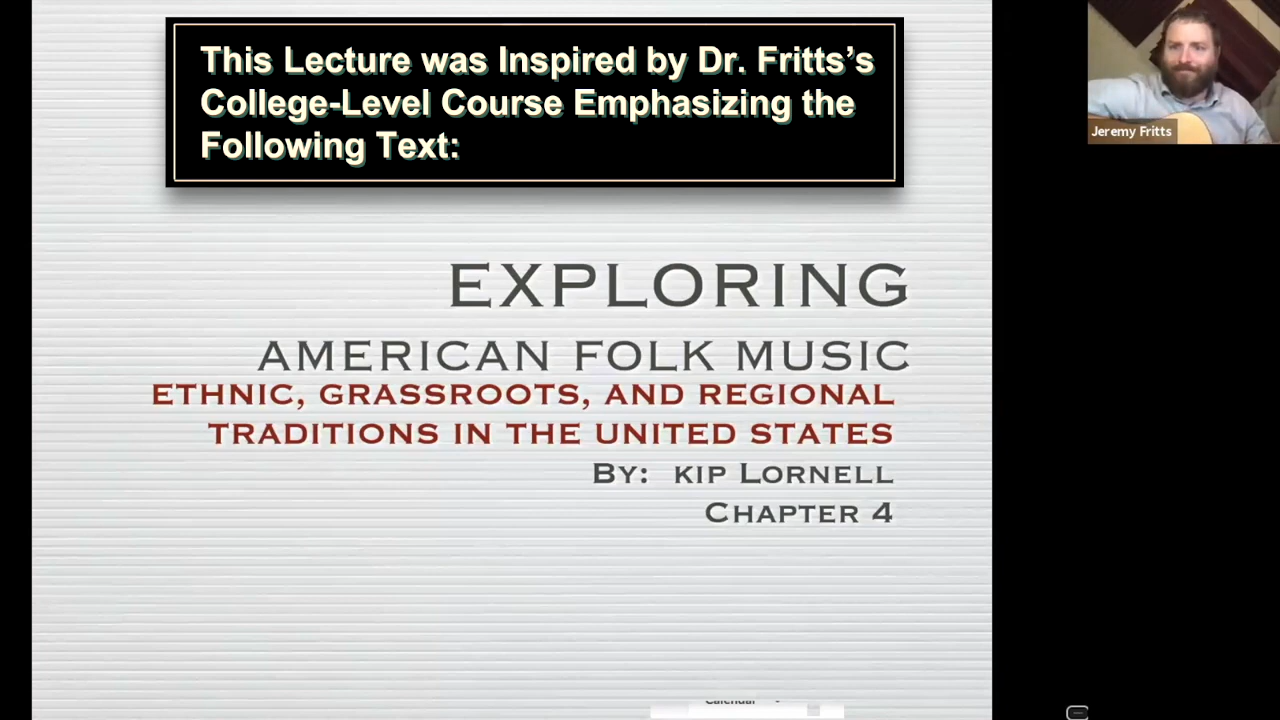 This Lecture was Inspired by Dr. Fritts's
College-Level Course Emphasizing the
Following Text:
Jeremy Fritts
EXPLORING
AMERICAN FOLK MUSIC
ETHNIC, GRASSROOTS, AND REGIONAL
TRADITIONS IN THE UNITED STATES
BY: KIP LORNELL
CHAPTER 4
Calendar